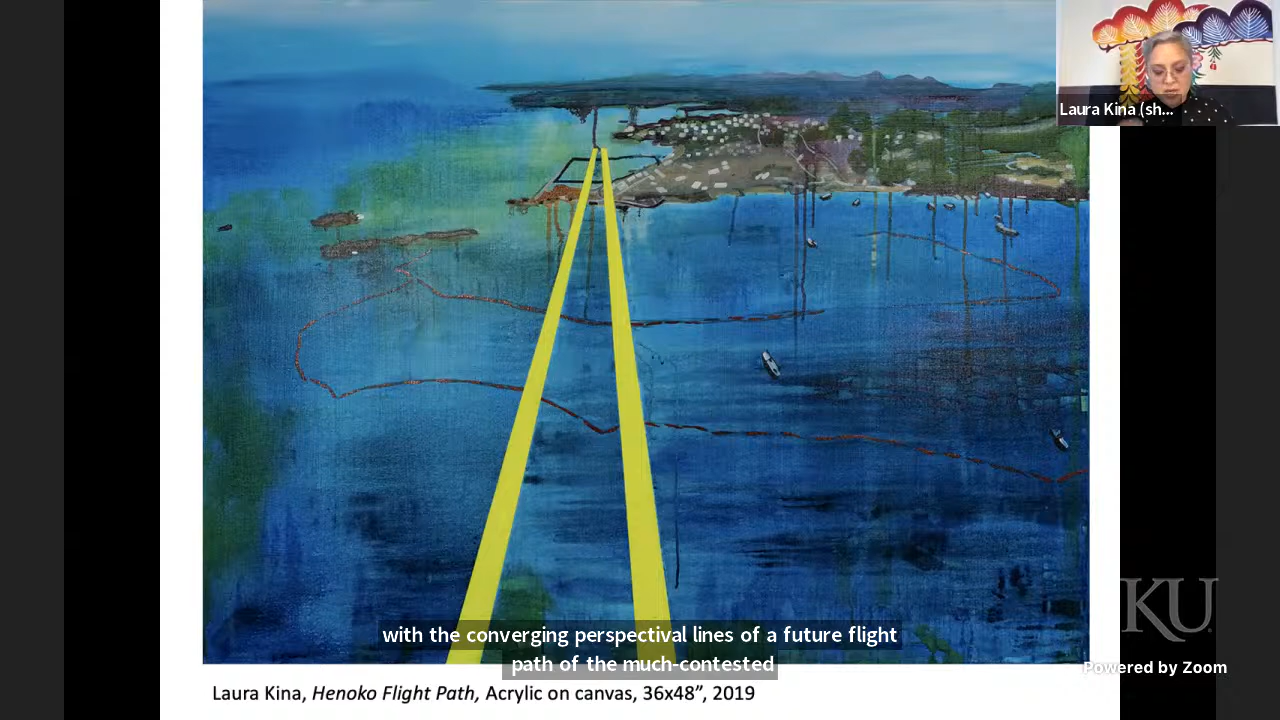 Laura Kina (sh...
with the converging perspectival lines of a future flight
path of the much-contested
KU
Powered by Zoom
Laura Kina, Henoko Flight Path, Acrylic on canvas, 36x48”, 2019